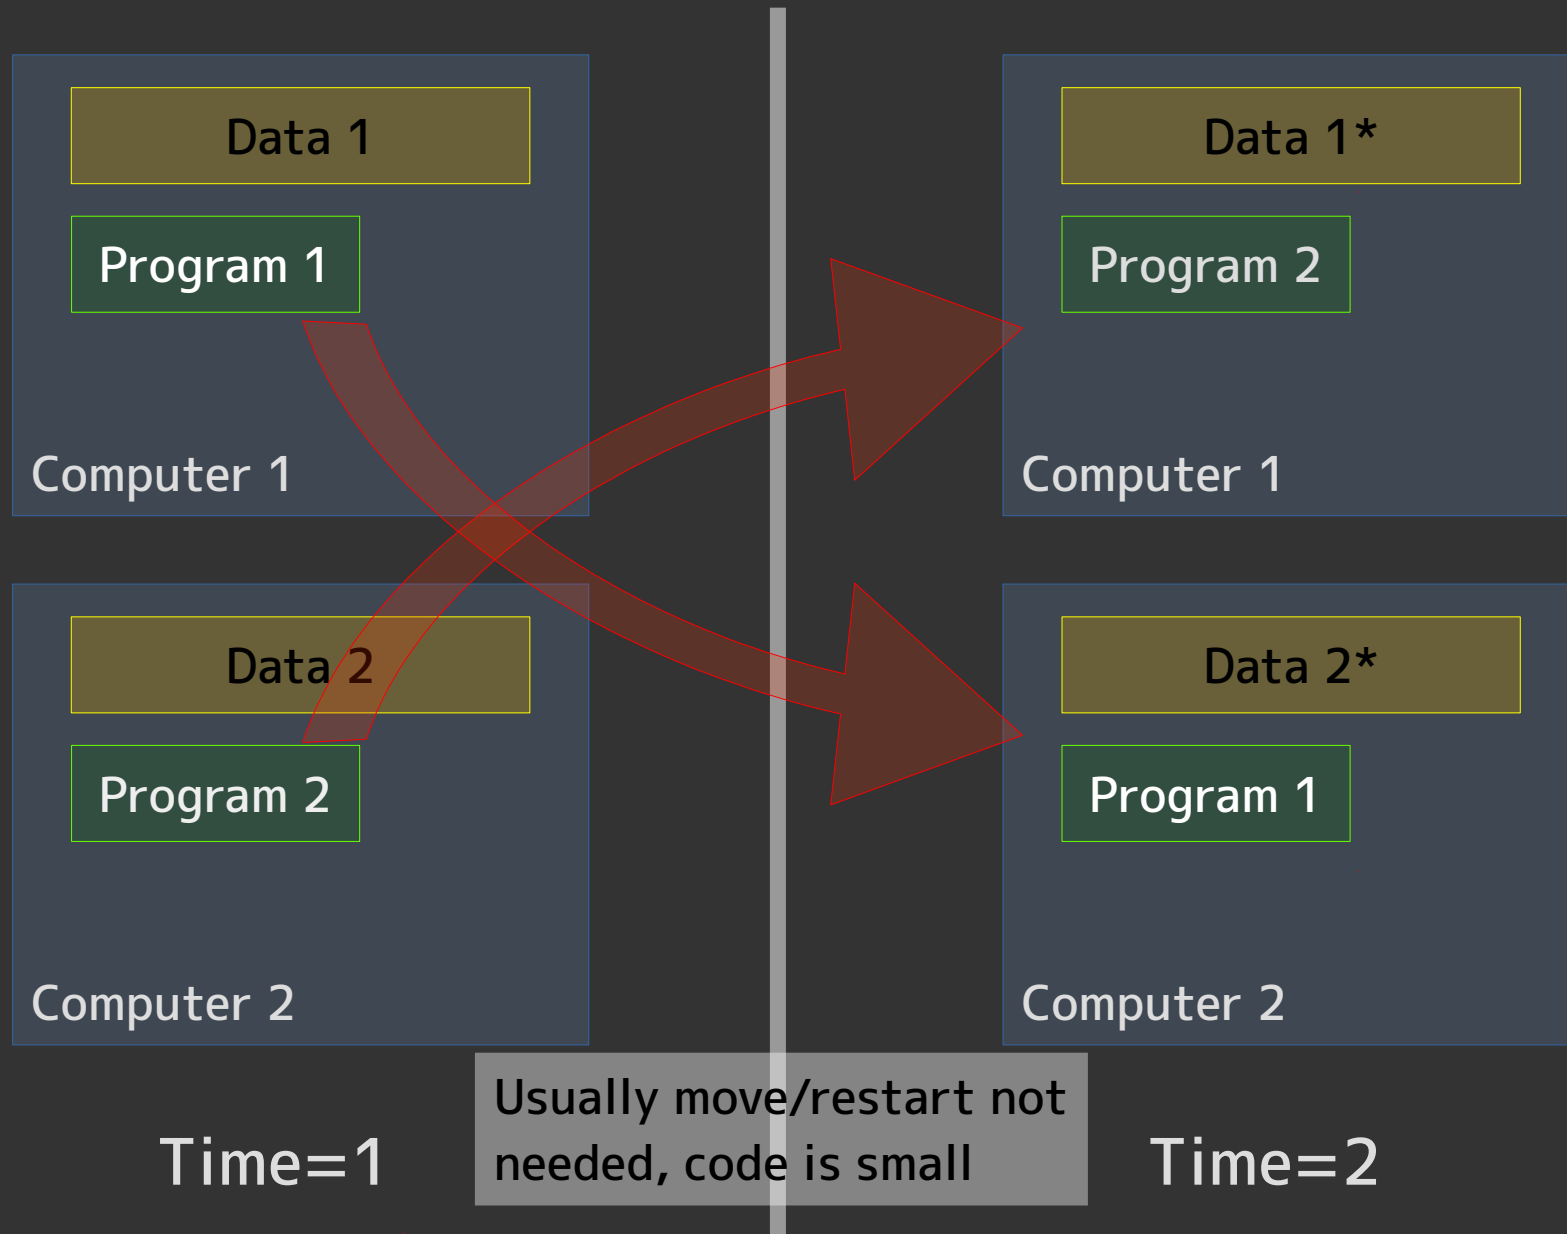 Data 1
Program 1
Computer 1
Data 2
Program 2
Computer 2
Time=1
Data 1*
Program 2
Computer 1
Data 2*
Program 1
Computer 2
Time=2
Usually move/restart not
needed, code is small